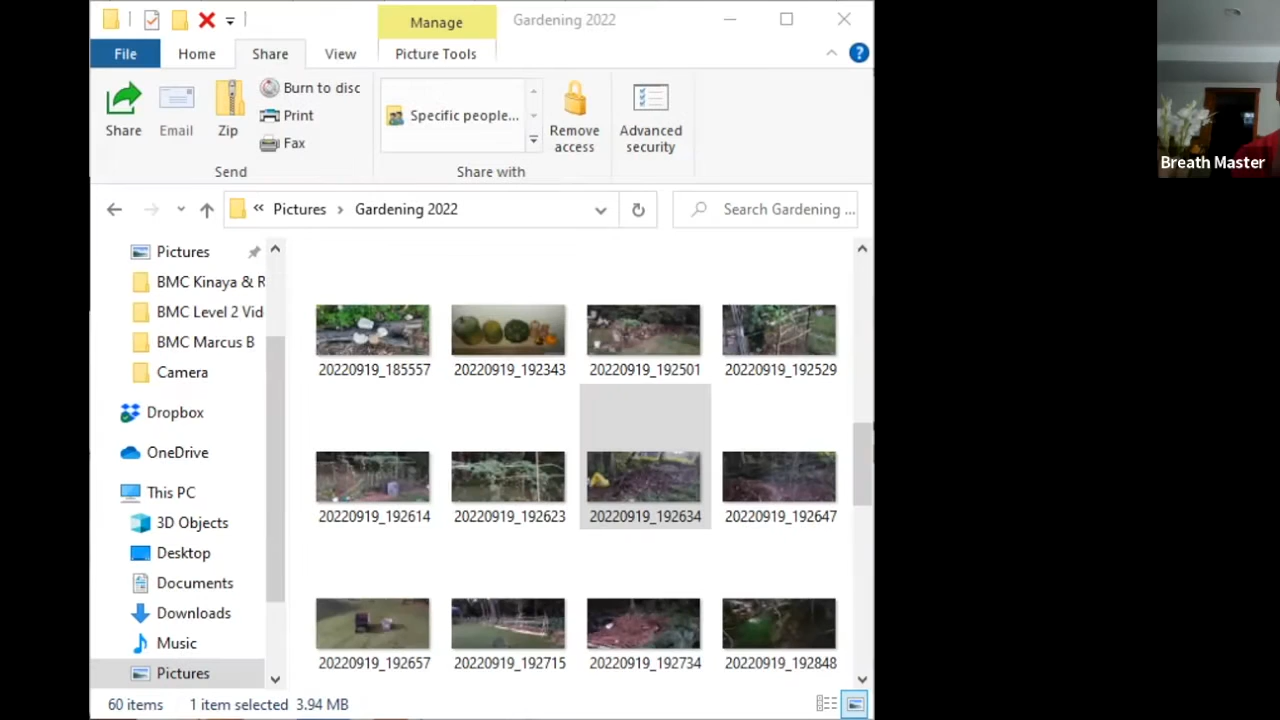 Manage
Gardening 2022
File
Home
Share
View
Picture Tools
Share
Email
Zip
Burn to disc
Print
Fax
Send
Specific people...
Share with
Remove access
Advanced security
« Pictures › Gardening 2022
Search Gardening ...
Pictures
BMC Kinaya & R
BMC Level 2 Vid
BMC Marcus B
Camera
Dropbox
OneDrive
This PC
3D Objects
Desktop
Documents
Downloads
Music
Pictures
20220919_185557
20220919_192343
20220919_192501
20220919_192529
20220919_192614
20220919_192623
20220919_192634
20220919_192647
20220919_192657
20220919_192715
20220919_192734
20220919_192848
60 items
1 item selected 3.94 MB
Breath Master